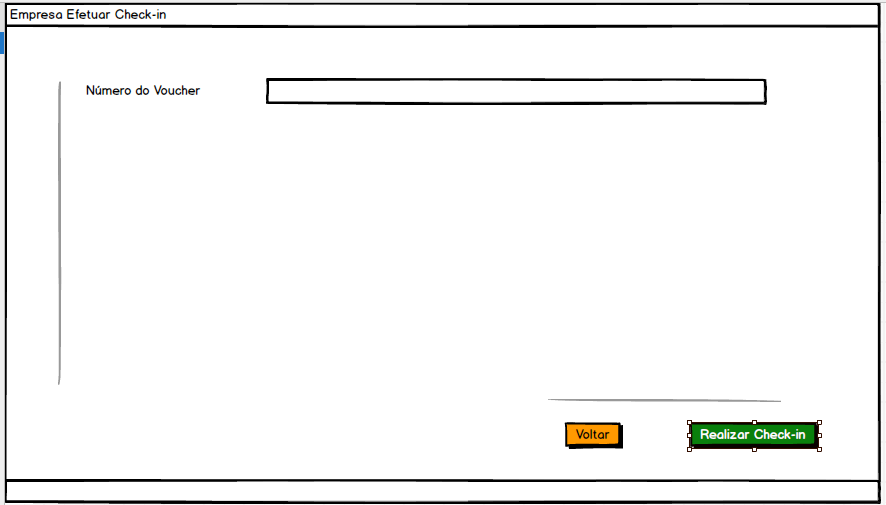 Empresa Efetuar Check-in
Número do Voucher
Voltar
Realizar Check-in